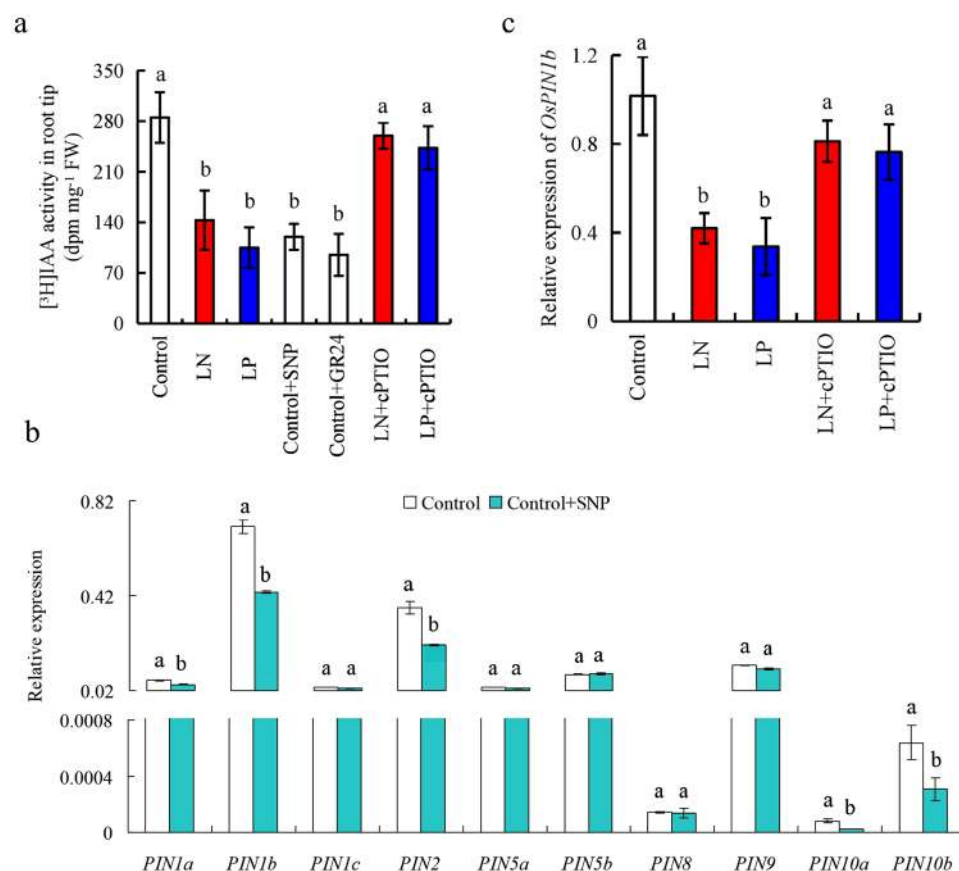 a
[³H]IAA activity in root tip
(dpm mg⁻¹ FW)
350
280
210
140
70
0
a
b
b
b
b
a
a
Control
LN
LP
Control+SNP
Control+GR24
LN+cPTIO
LP+cPTIO
c
Relative expression of OsPIN1b
1.2
0.8
0.4
0
a
b
b
a
a
Control
LN
LP
LN+cPTIO
LP+cPTIO
b
Relative expression
Control Control+SNP
0.82
0.42
0.02
0.0008
0.0004
0
a b
a b
a a
a b
a a
a a
a a
a a
a b
a b
PIN1a PIN1b PIN1c PIN2 PIN5a PIN5b PIN8 PIN9 PIN10a PIN10b